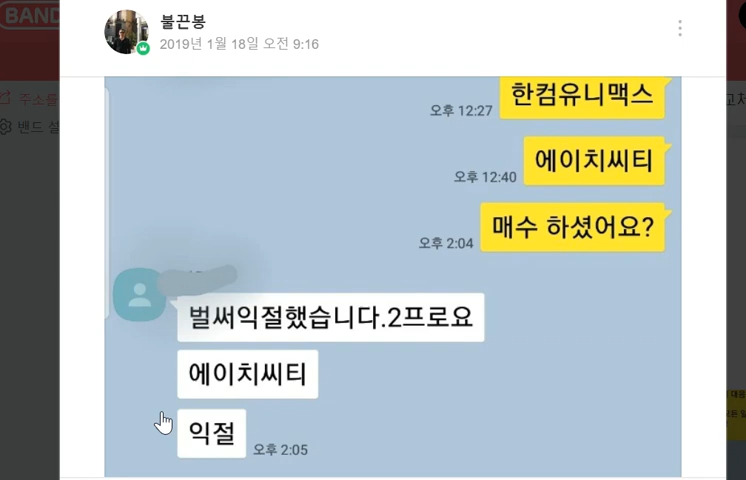 BAND
불끈봉
2019년 1월 18일 오전 9:16
주소를
밴드 설
오후 12:27 한컴유니맥스
오후 12:40 에이치씨티
오후 2:04 매수 하셨어요?
벌써익절했습니다.2프로요
에이치씨티
익절 오후 2:05